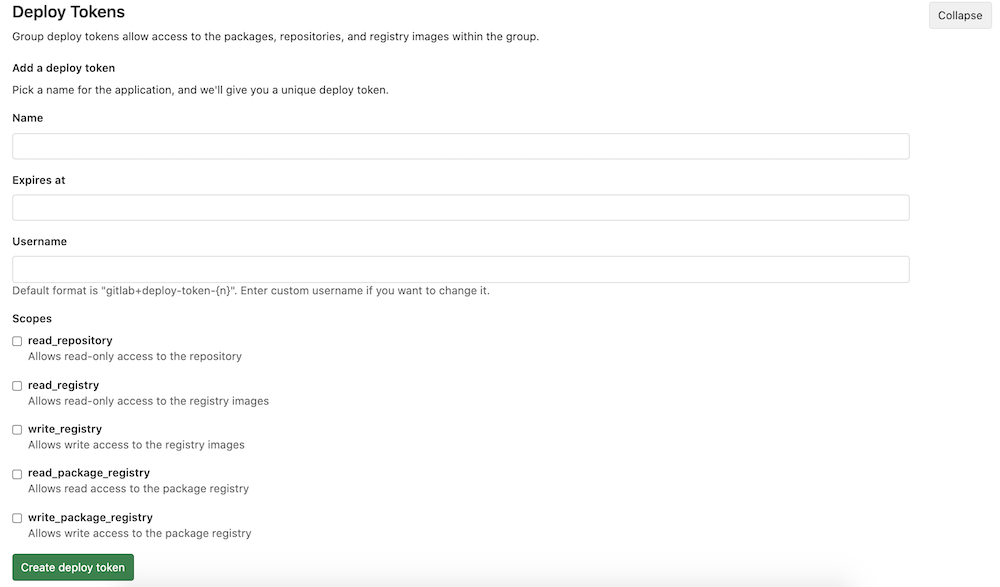 Deploy Tokens
Collapse
Group deploy tokens allow access to the packages, repositories, and registry images within the group.
Add a deploy token
Pick a name for the application, and we'll give you a unique deploy token.
Name
Expires at
Username
Default format is "gitlab+deploy-token-{n}". Enter custom username if you want to change it.
Scopes
read_repository
Allows read-only access to the repository
read_registry
Allows read-only access to the registry images
write_registry
Allows write access to the registry images
read_package_registry
Allows read access to the package registry
write_package_registry
Allows write access to the package registry
Create deploy token